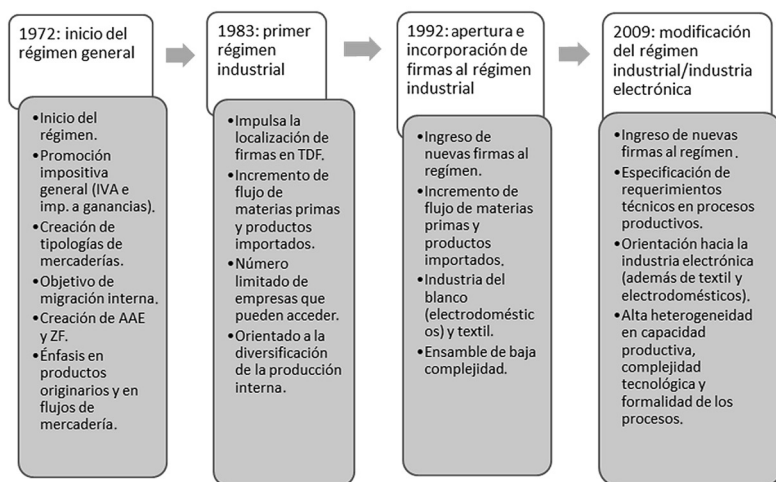 1972: inicio del
régimen general
•Inicio del
régimen.
•Promoción
impositiva
general (IVA e
imp. a ganancias).
•Creación de
tipologías de
mercaderías.
•Objetivo de
migración interna.
•Creación de AAE
y ZF.
•Énfasis en
productos
originarios y en
flujos de
mercadería.
1983: primer
régimen
industrial
•Impulsa la
localización de
firmas en TDF.
•Incremento de
flujo de
materias primas
y productos
importados.
•Número
limitado de
empresas que
pueden acceder.
•Orientado a la
diversificación
de la producción
interna.
1992: apertura e
incorporación de
firmas al régimen
industrial
•Ingreso de
nuevas firmas al
regímen.
•Incremento de
flujo de materias
primas y
productos
importados.
•Industria del
blanco
(electrodoméstic
os) y textil.
•Ensamble de baja
complejidad.
2009: modificación
del régimen
industrial/industria
electrónica
•Ingreso de nuevas
firmas al regímen.
•Especificación de
requerimientos
técnicos en procesos
productivos.
•Orientación hacia la
industria electrónica
(además de textil y
electrodomésticos).
•Alta heterogeneidad
en capacidad
productiva,
complejidad
tecnológica y
formalidad de los
procesos.